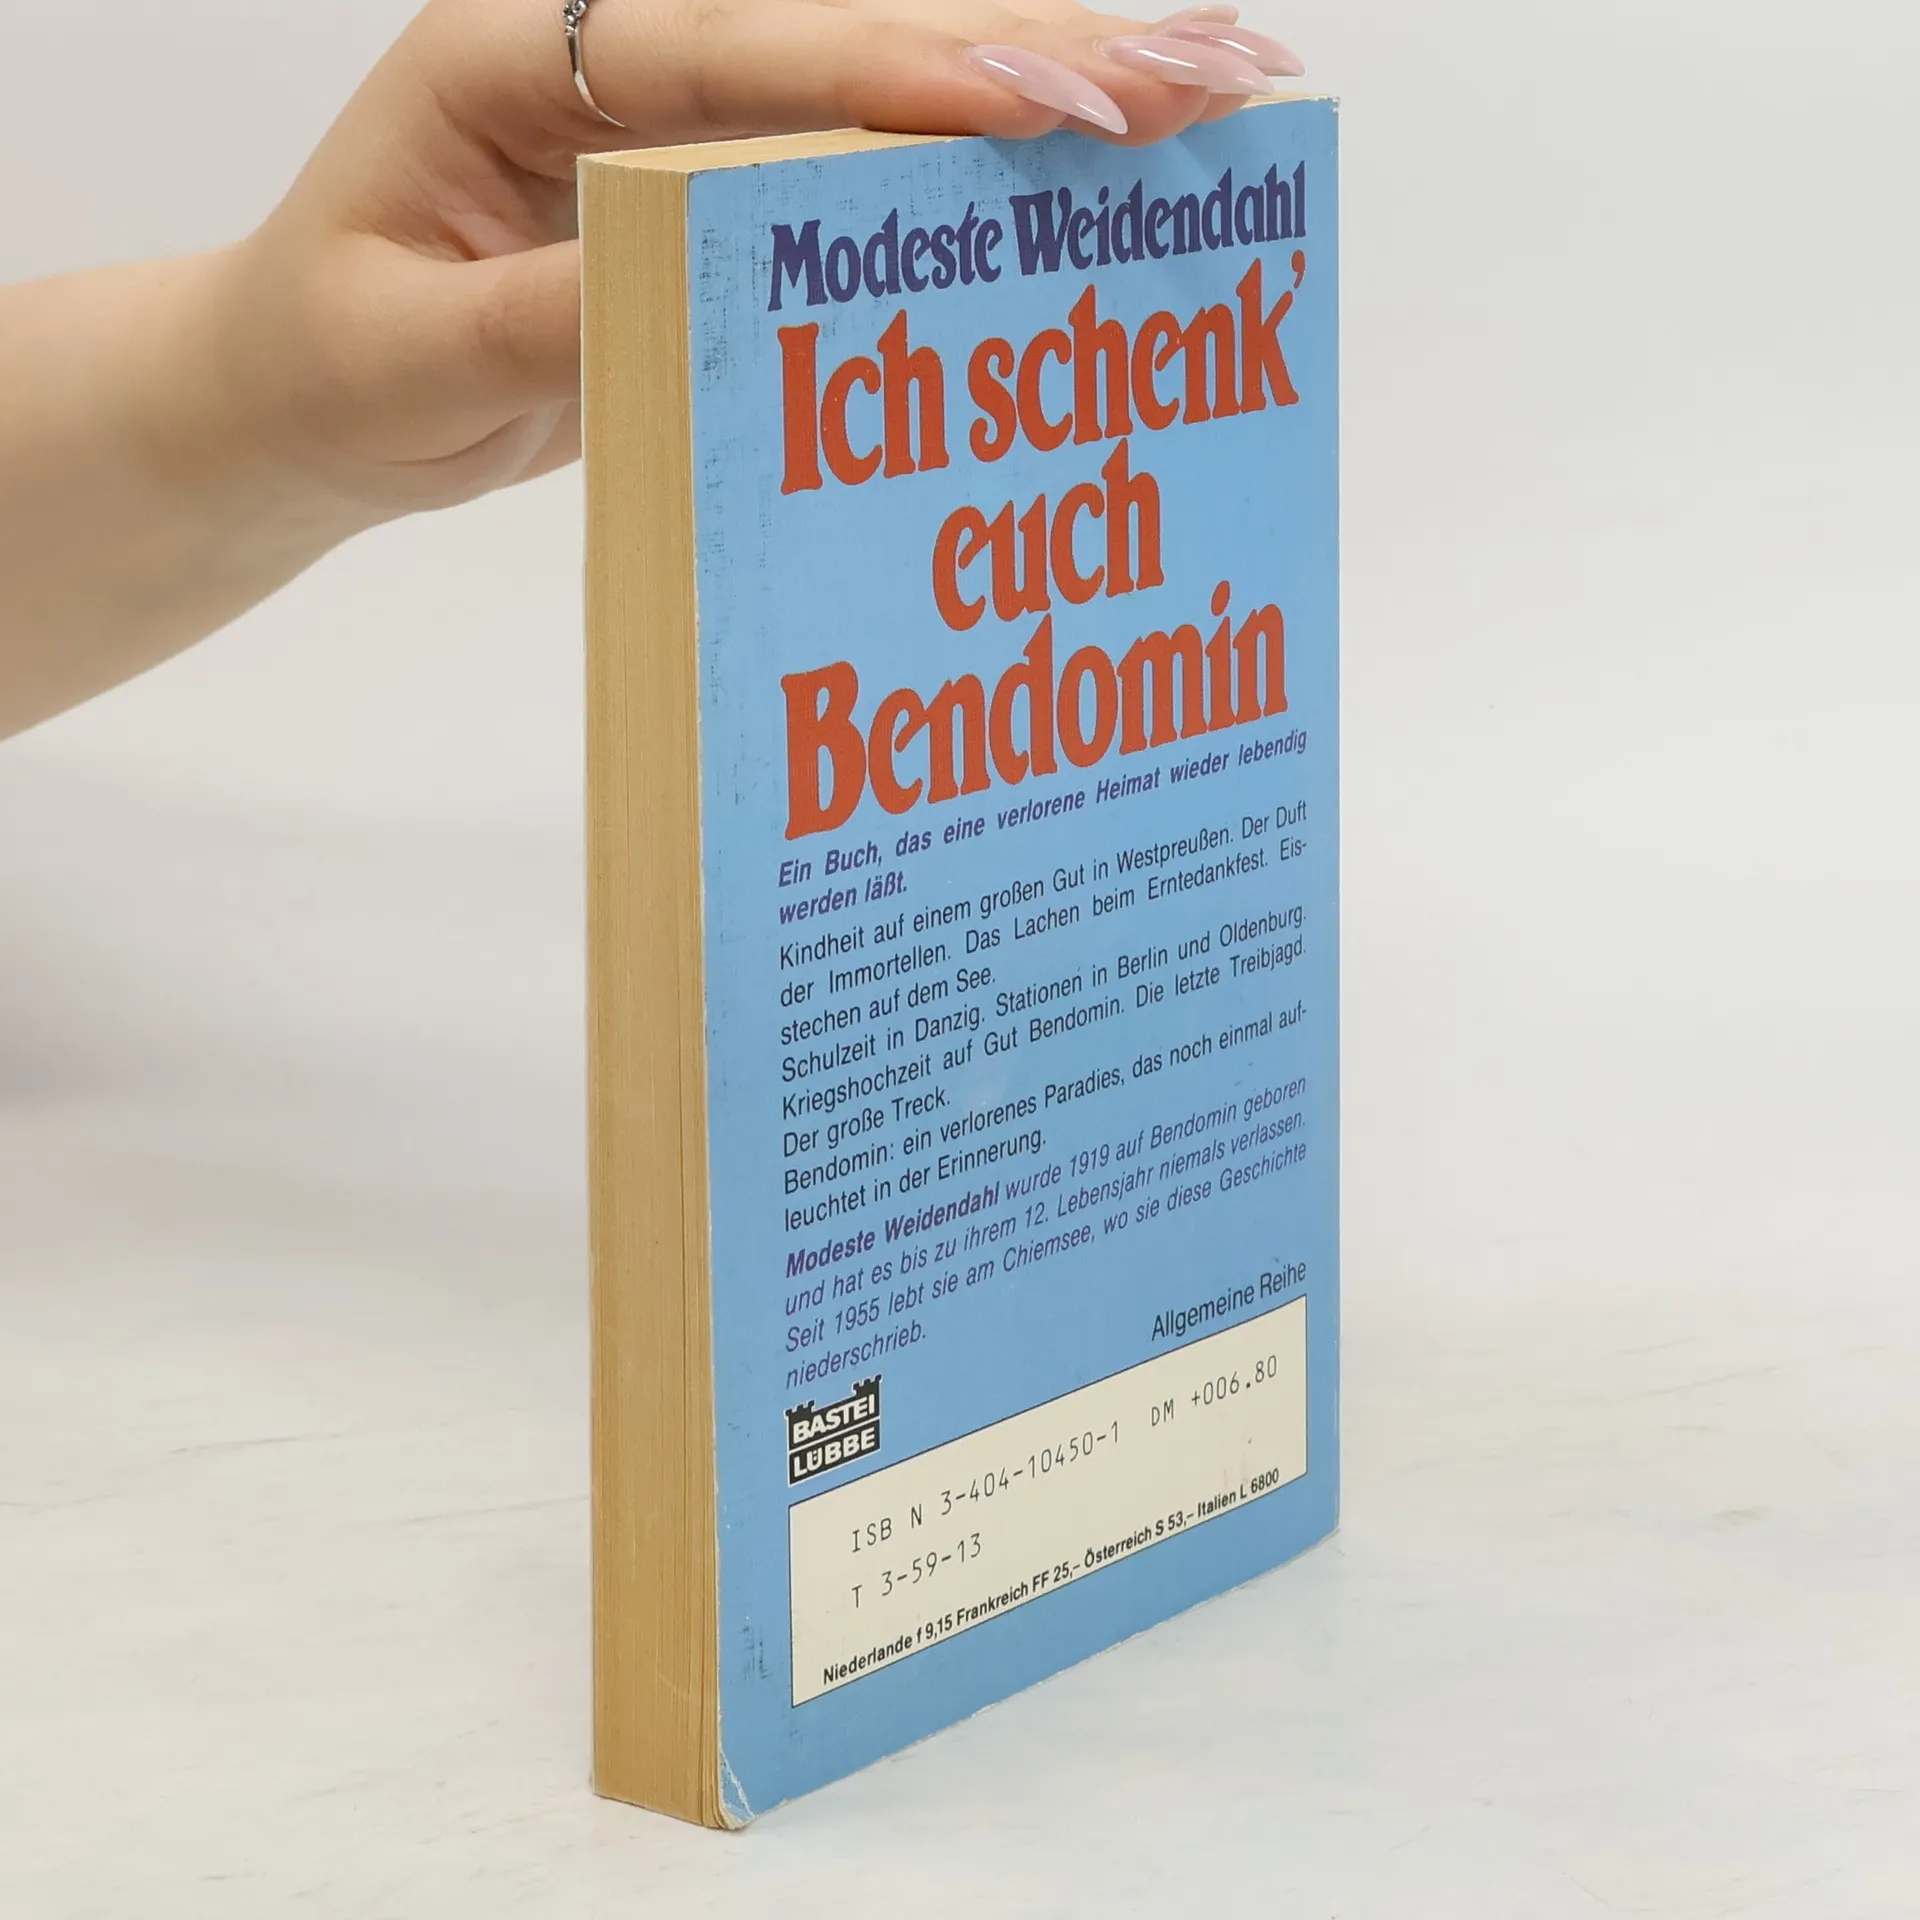 Modeste Weidendahl
Ich schenk'
euch
Bendomin
Ein Buch, das eine verlorene Heimat wieder lebendig
werden läßt.
Kindheit auf einem großen Gut in Westpreußen. Der Duft
der Immortellen. Das Lachen beim Erntedankfest. Eis-
stechen auf dem See.
Schulzeit in Danzig. Stationen in Berlin und Oldenburg.
Kriegshochzeit auf Gut Bendomin. Die letzte Treibjagd.
Der große Treck.
Bendomin: ein verlorenes Paradies, das noch einmal auf-
leuchtet in der Erinnerung.
Modeste Weidendahl wurde 1919 auf Bendomin geboren
und hat es bis zu ihrem 12. Lebensjahr niemals verlassen.
Seit 1955 lebt sie am Chiemsee, wo sie diese Geschichte
niederschrieb.
Allgemeine Reihe
BASTEI
LÜBBE
ISB N 3-404-10450-1 DM +006.80
T 3-59-13
Niederlande f 9,15 Frankreich FF 25,- Österreich S 53,- Italien L 6800